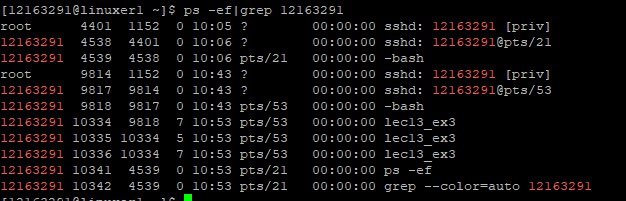 [12163291@linuxer1 ~]$ ps -ef|grep 12163291
root 4401 1152 0 10:05 ? 00:00:00 sshd: 12163291 [priv]
12163291 4538 4401 0 10:06 ? 00:00:00 sshd: 12163291@pts/21
12163291 4539 4538 0 10:06 pts/21 00:00:00 -bash
root 9814 1152 0 10:43 ? 00:00:00 sshd: 12163291 [priv]
12163291 9817 9814 0 10:43 ? 00:00:00 sshd: 12163291@pts/53
12163291 9818 9817 0 10:43 pts/53 00:00:00 -bash
12163291 10334 9818 7 10:53 pts/53 00:00:00 lec13_ex3
12163291 10335 10334 5 10:53 pts/53 00:00:00 lec13_ex3
12163291 10336 10334 7 10:53 pts/53 00:00:00 lec13_ex3
12163291 10341 4539 0 10:53 pts/21 00:00:00 ps -ef
12163291 10342 4539 0 10:53 pts/21 00:00:00 grep --color=auto 12163291
[12163291@linuxer1 ~]$